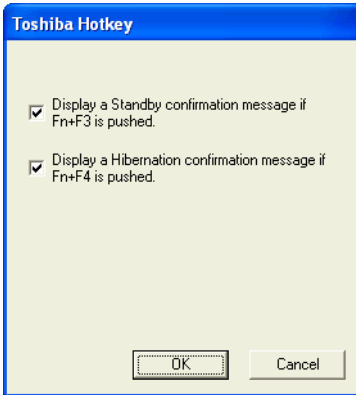 Toshiba Hotkey
Display a Standby confirmation message if
Fn+F3 is pushed.
Display a Hibernation confirmation message if
Fn+F4 is pushed.
OK
Cancel